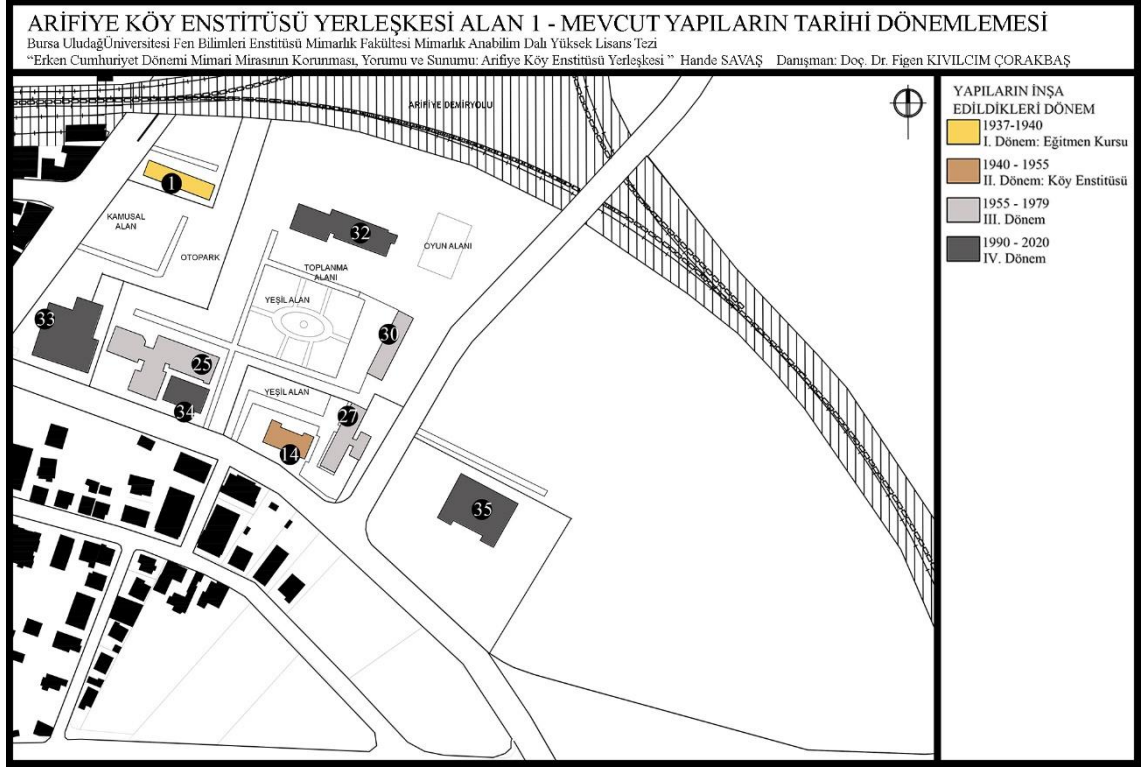 ARİFİYE KÖY ENSTİTÜSÜ YERLEŞKESİ ALAN 1 - MEVCUT YAPILARIN TARİHİ DÖNEMLEMESİ
Bursa UludağÜniversitesi Fen Bilimleri Enstitüsü Mimarlık Fakültesi Mimarlık Anabilim Dalı Yüksek Lisans Tezi
“Erken Cumhuriyet Dönemi Mimari Mirasının Korunması, Yorumu ve Sunumu: Arifiye Köy Enstitüsü Yerleşkesi ” Hande SAVAŞ Danışman: Doç. Dr. Figen KIVILCIM ÇORAKBAŞ
ARİFİYE DEMİRYOLU
1
KAMUSAL
ALAN
OTOPARK
32
OYUN ALANI
TOPLANMA
ALANI
YEŞİL ALAN
33
30
25
34
YEŞİL ALAN
27
14
35
YAPILARIN İNŞA
EDİLDİKLERİ DÖNEM
1937-1940
I. Dönem: Eğitmen Kursu
1940 - 1955
II. Dönem: Köy Enstitüsü
1955 - 1979
III. Dönem
1990 - 2020
IV. Dönem